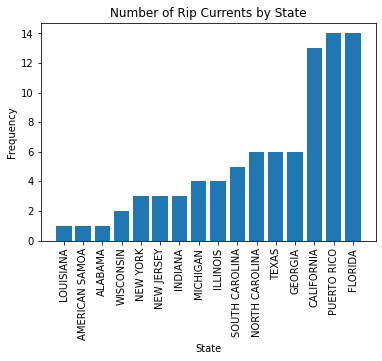 Number of Rip Currents by State
Frequency
14
12
10
8
6
4
2
0
LOUISIANA
AMERICAN SAMOA
ALABAMA
WISCONSIN
NEW YORK
NEW JERSEY
INDIANA
MICHIGAN
ILLINOIS
SOUTH CAROLINA
NORTH CAROLINA
TEXAS
GEORGIA
CALIFORNIA
PUERTO RICO
FLORIDA
State